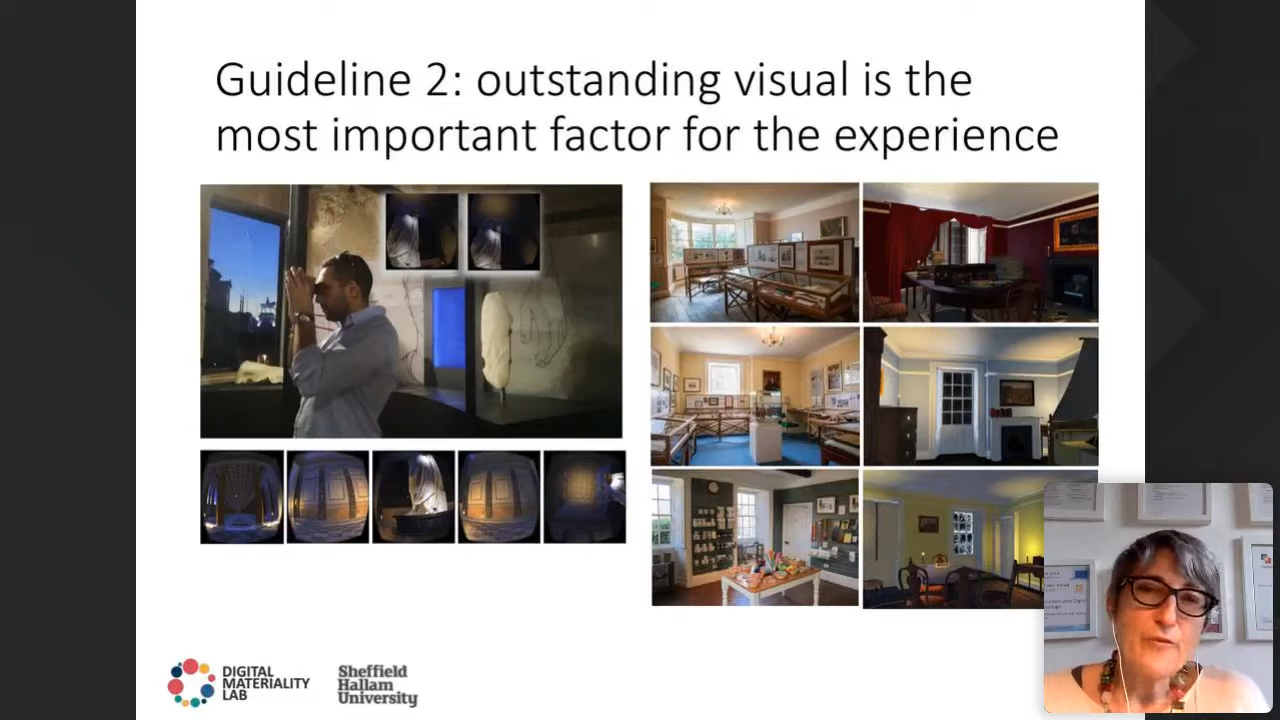 Guideline 2: outstanding visual is the
most important factor for the experience
DIGITAL
MATERIALITY
LAB
Sheffield
Hallam
University